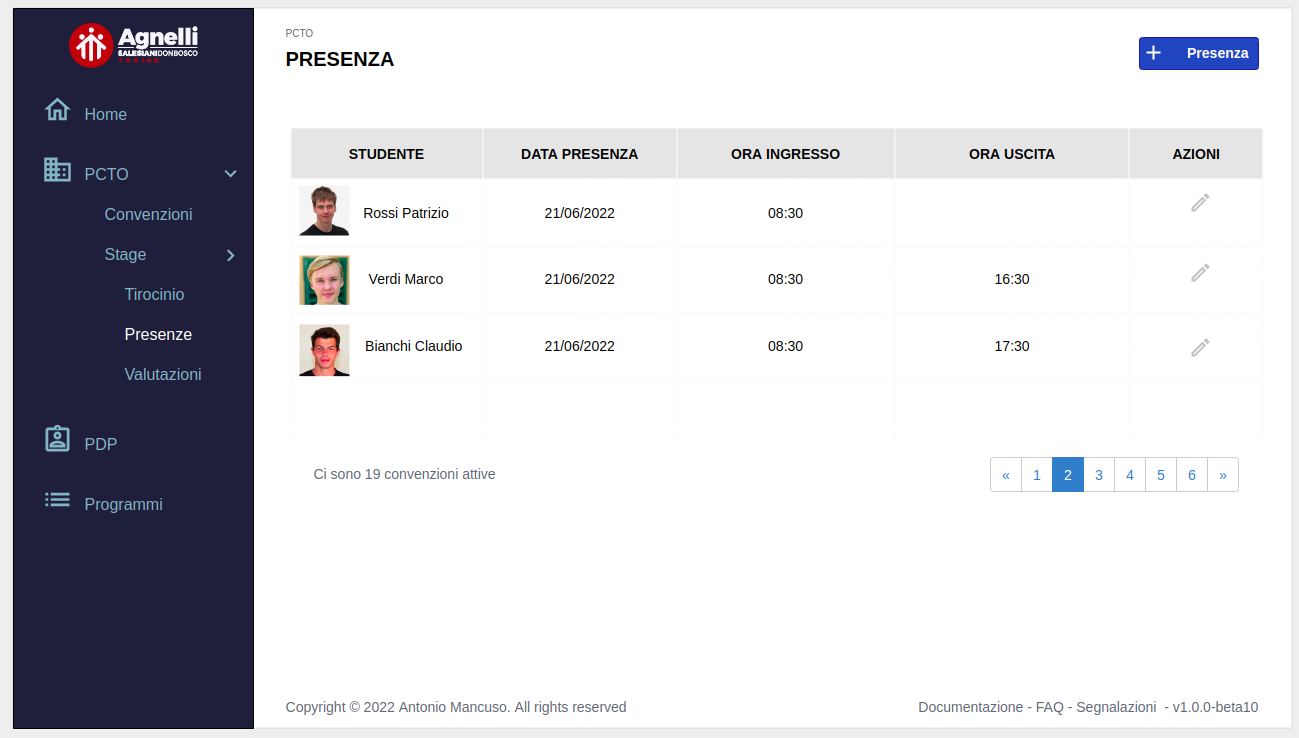 Agnelli
SALESIANIDONBOSCO
TORINO
Home
PCTO
Convenzioni
Stage
Tirocinio
Presenze
Valutazioni
PDP
Programmi
PCTO
PRESENZA
Presenza
STUDENTE DATA PRESENZA ORA INGRESSO ORA USCITA AZIONI
Rossi Patrizio 21/06/2022 08:30
Verdi Marco 21/06/2022 08:30 16:30
Bianchi Claudio 21/06/2022 08:30 17:30
Ci sono 19 convenzioni attive
« 1 2 3 4 5 6 »
Copyright © 2022 Antonio Mancuso. All rights reserved
Documentazione - FAQ - Segnalazioni - v1.0.0-beta10